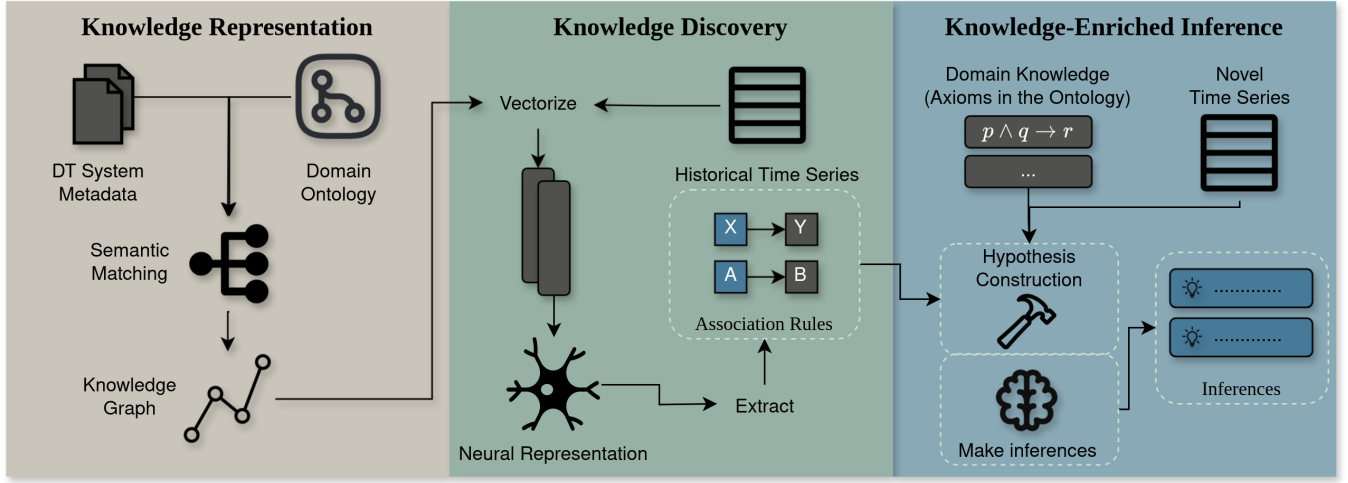 Knowledge Representation
DT System
Metadata
Domain
Ontology
Semantic
Matching
Knowledge
Graph
Knowledge Discovery
Vectorize
Historical Time Series
X
Y
A
B
Association Rules
Extract
Neural Representation
Knowledge-Enriched Inference
Domain Knowledge
(Axioms in the Ontology)
p ∧ q → r
...
Novel
Time Series
Hypothesis
Construction
Make inferences
.............
.............
Inferences